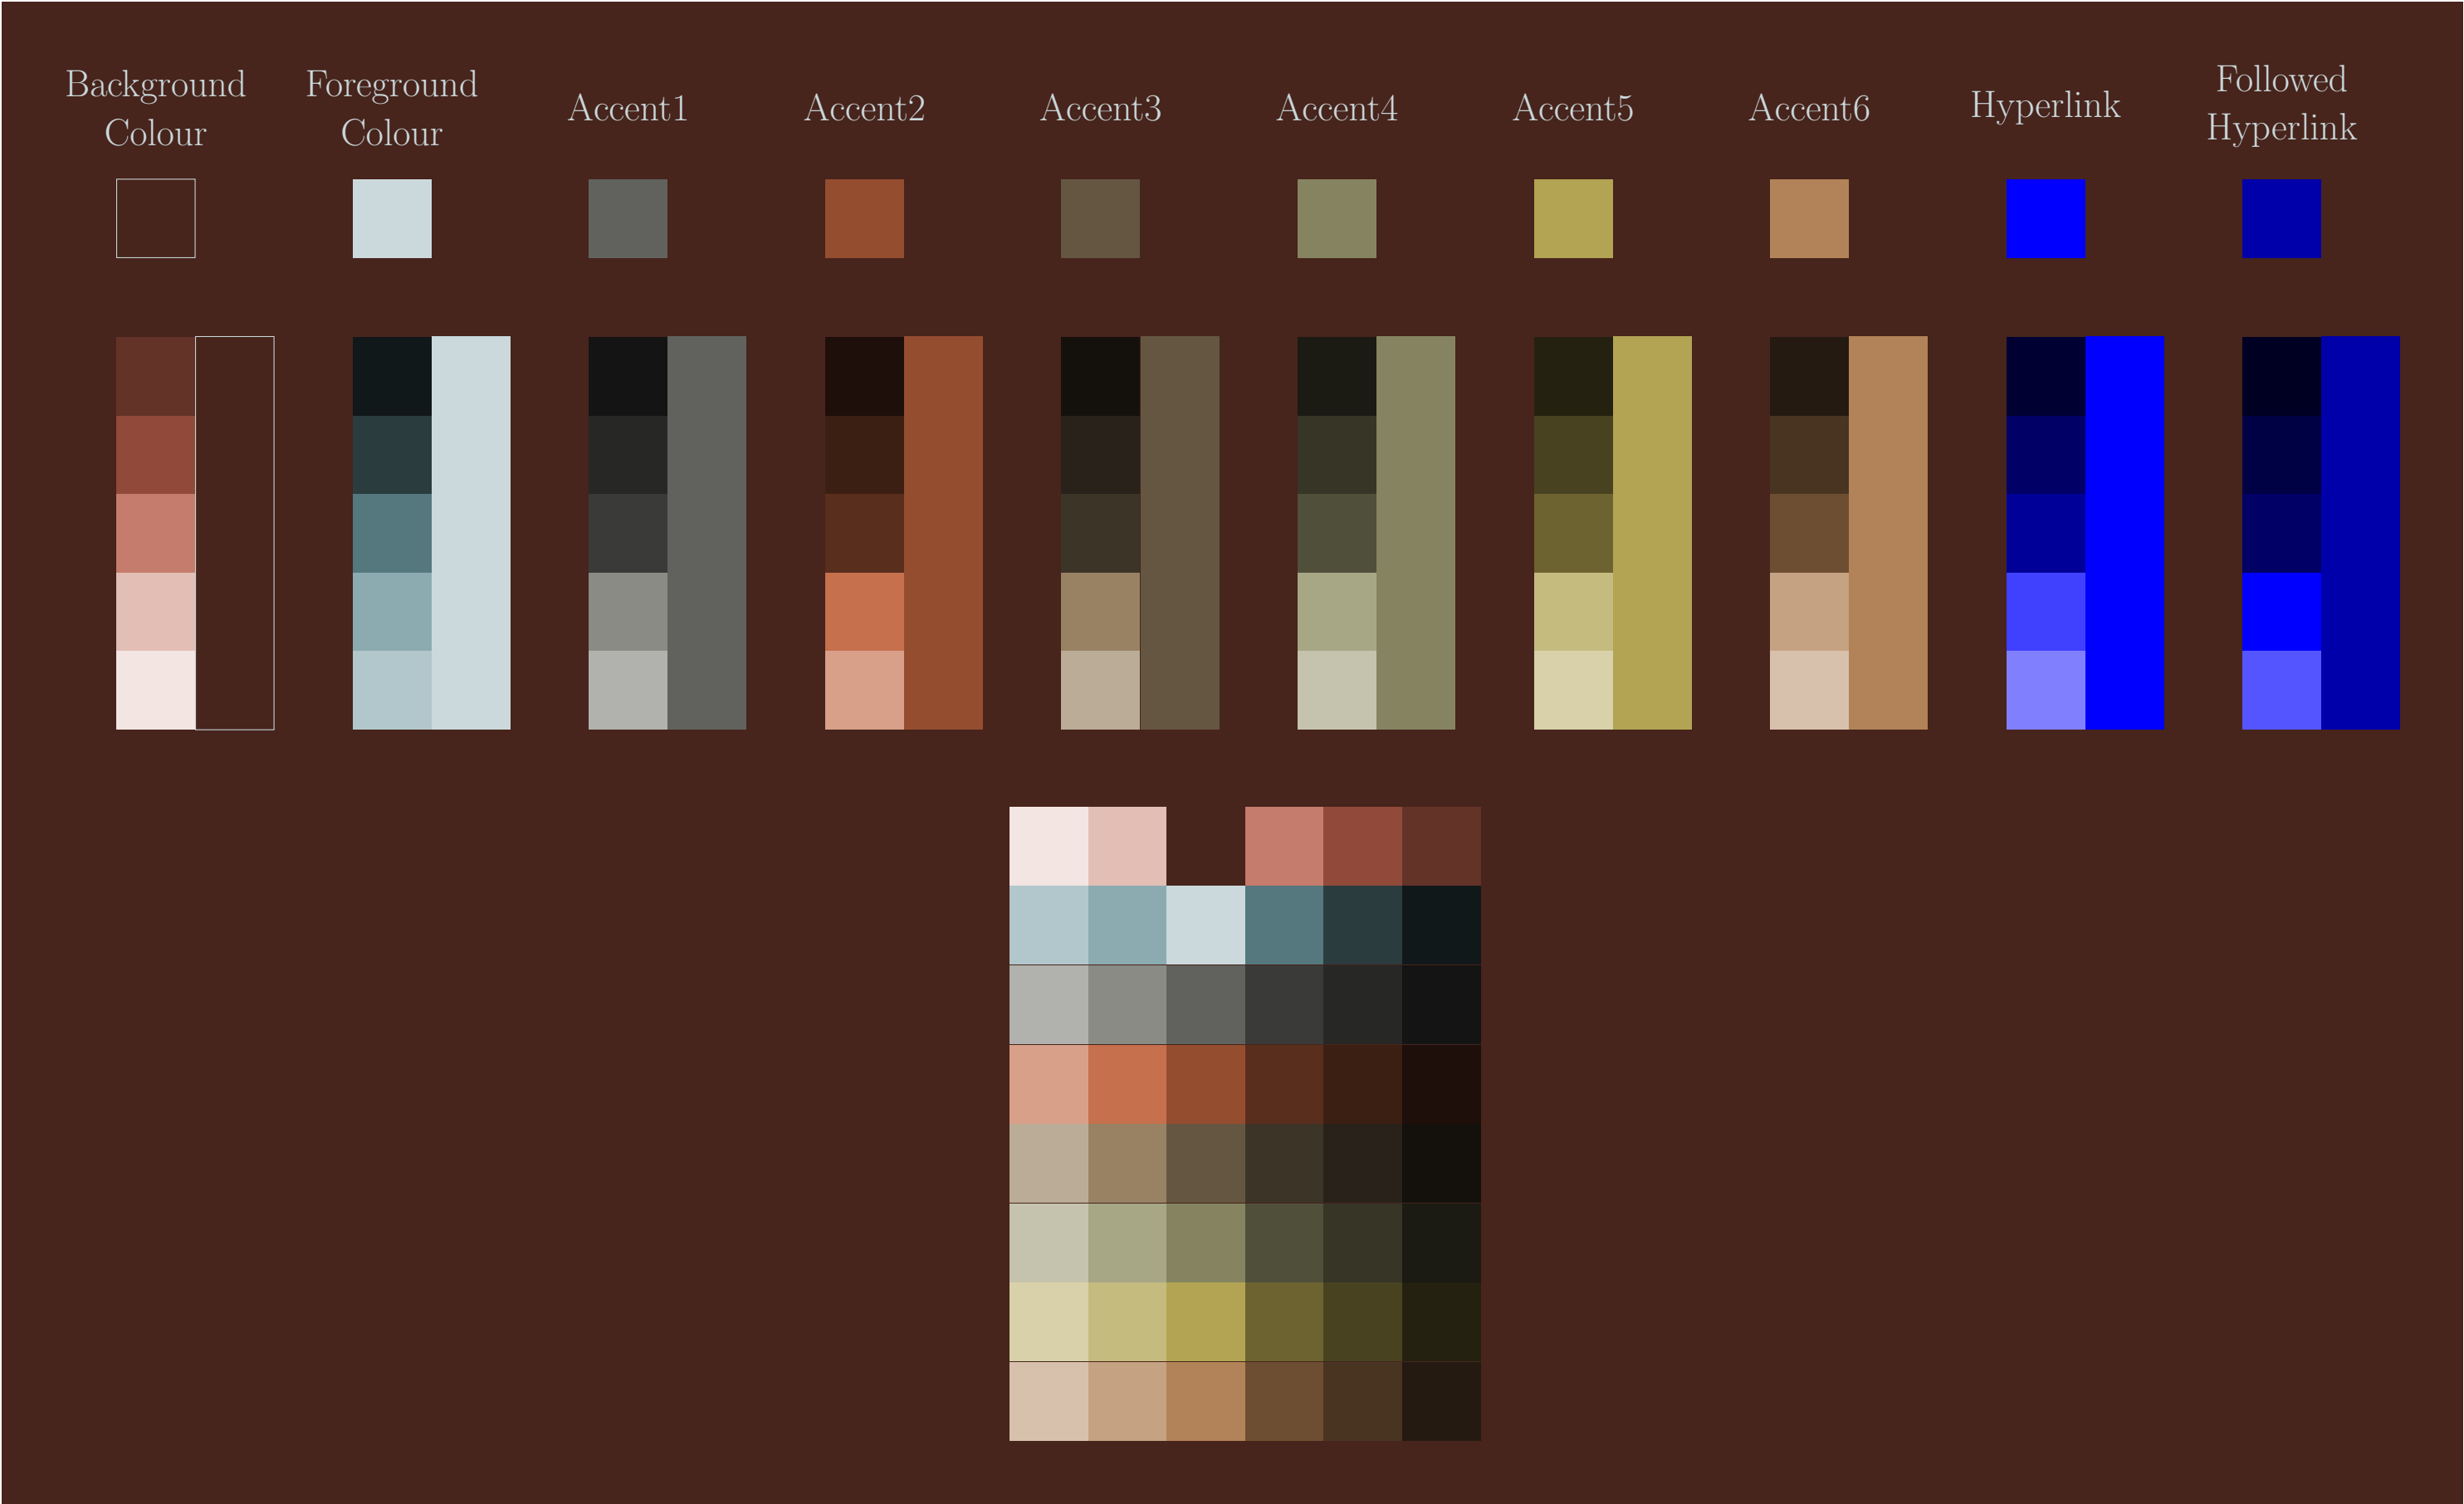 Background
Colour
Foreground
Colour
Accent1
Accent2
Accent3
Accent4
Accent5
Accent6
Hyperlink
Followed
Hyperlink